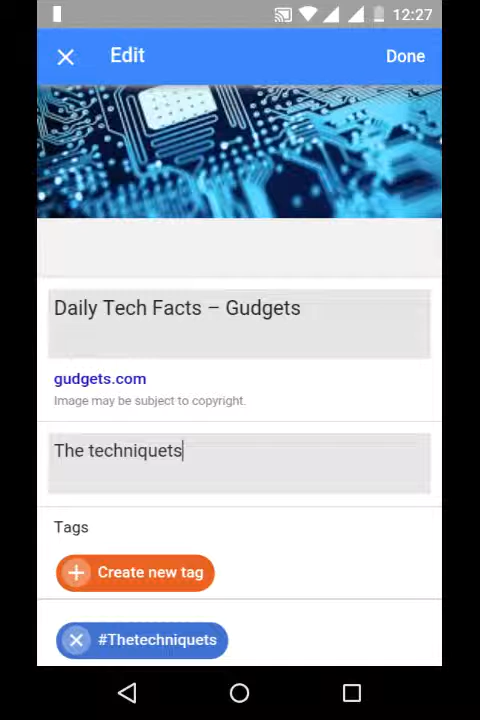 12:27
Edit
Done
Daily Tech Facts – Gudgets
gudgets.com
Image may be subject to copyright.
The techniquets
Tags
Create new tag
#Thetechniquets